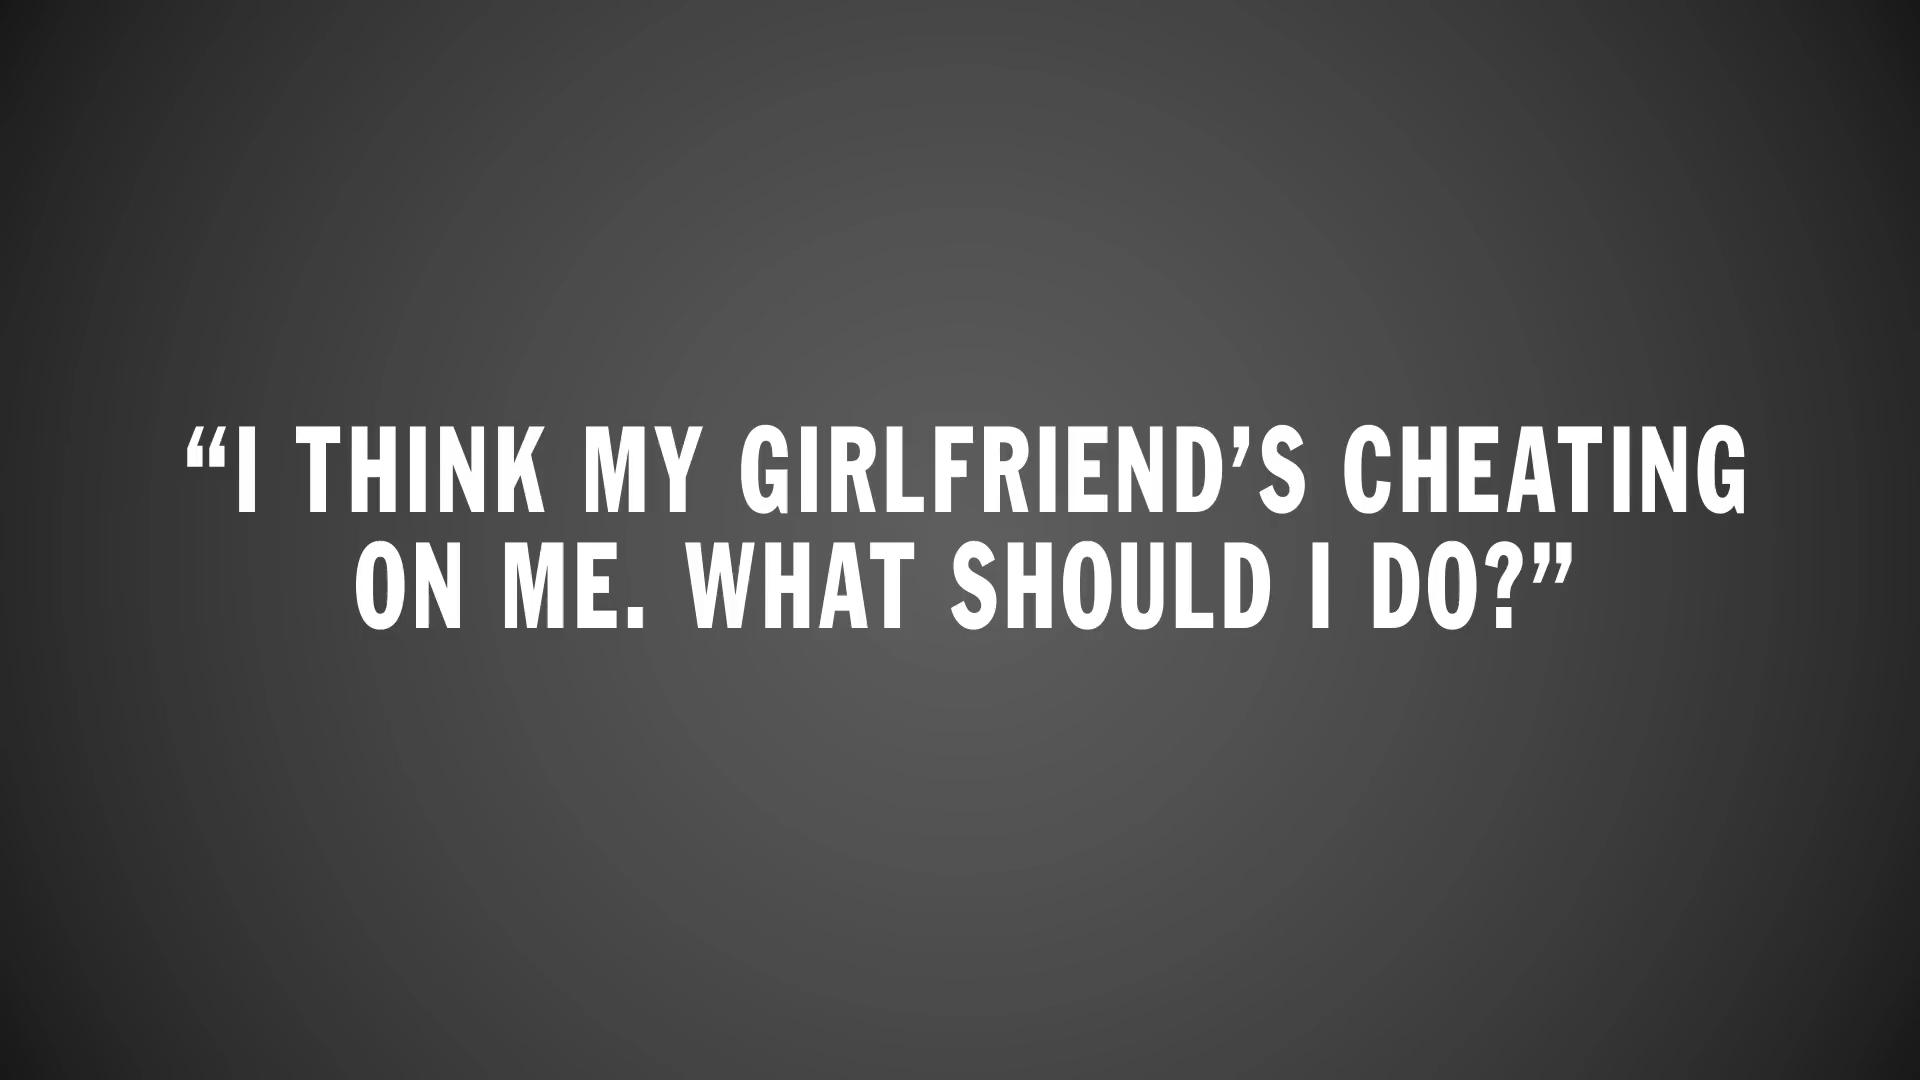 “I THINK MY GIRLFRIEND’S CHEATING
ON ME. WHAT SHOULD I DO?”